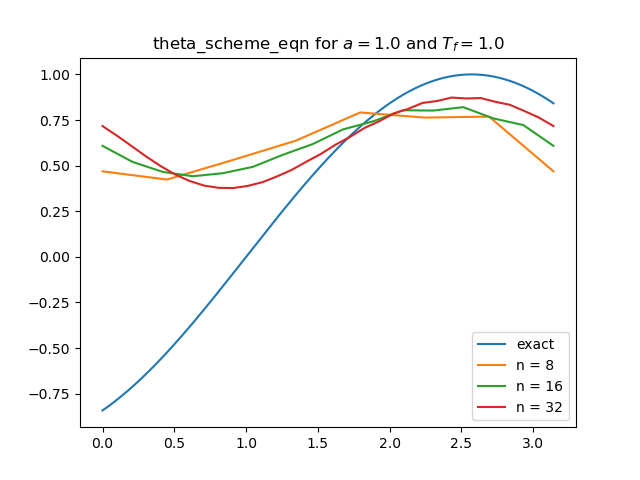 theta_scheme_eqn for a = 1.0 and T_f = 1.0
1.00
0.75
0.50
0.25
0.00
−0.25
−0.50
−0.75
0.0 0.5 1.0 1.5 2.0 2.5 3.0
exact
n = 8
n = 16
n = 32